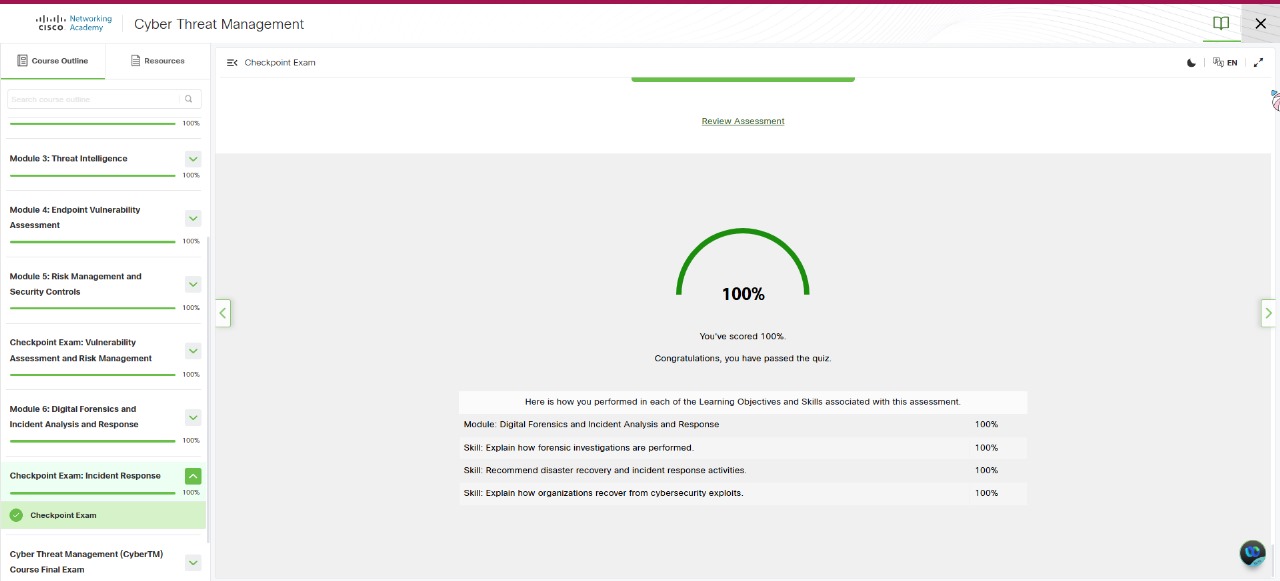 CISCO Networking Academy
Cyber Threat Management
Course Outline
Resources
Search course outline
100%
Module 3: Threat Intelligence
100%
Module 4: Endpoint Vulnerability
Assessment
100%
Module 5: Risk Management and
Security Controls
100%
Checkpoint Exam: Vulnerability
Assessment and Risk Management
100%
Module 6: Digital Forensics and
Incident Analysis and Response
100%
Checkpoint Exam: Incident Response
100%
Checkpoint Exam
Cyber Threat Management (CyberTM)
Course Final Exam
Checkpoint Exam
EN
Review Assessment
100%
You've scored 100%.
Congratulations, you have passed the quiz.
Here is how you performed in each of the Learning Objectives and Skills associated with this assessment.
Module: Digital Forensics and Incident Analysis and Response 100%
Skill: Explain how forensic investigations are performed. 100%
Skill: Recommend disaster recovery and incident response activities. 100%
Skill: Explain how organizations recover from cybersecurity exploits. 100%